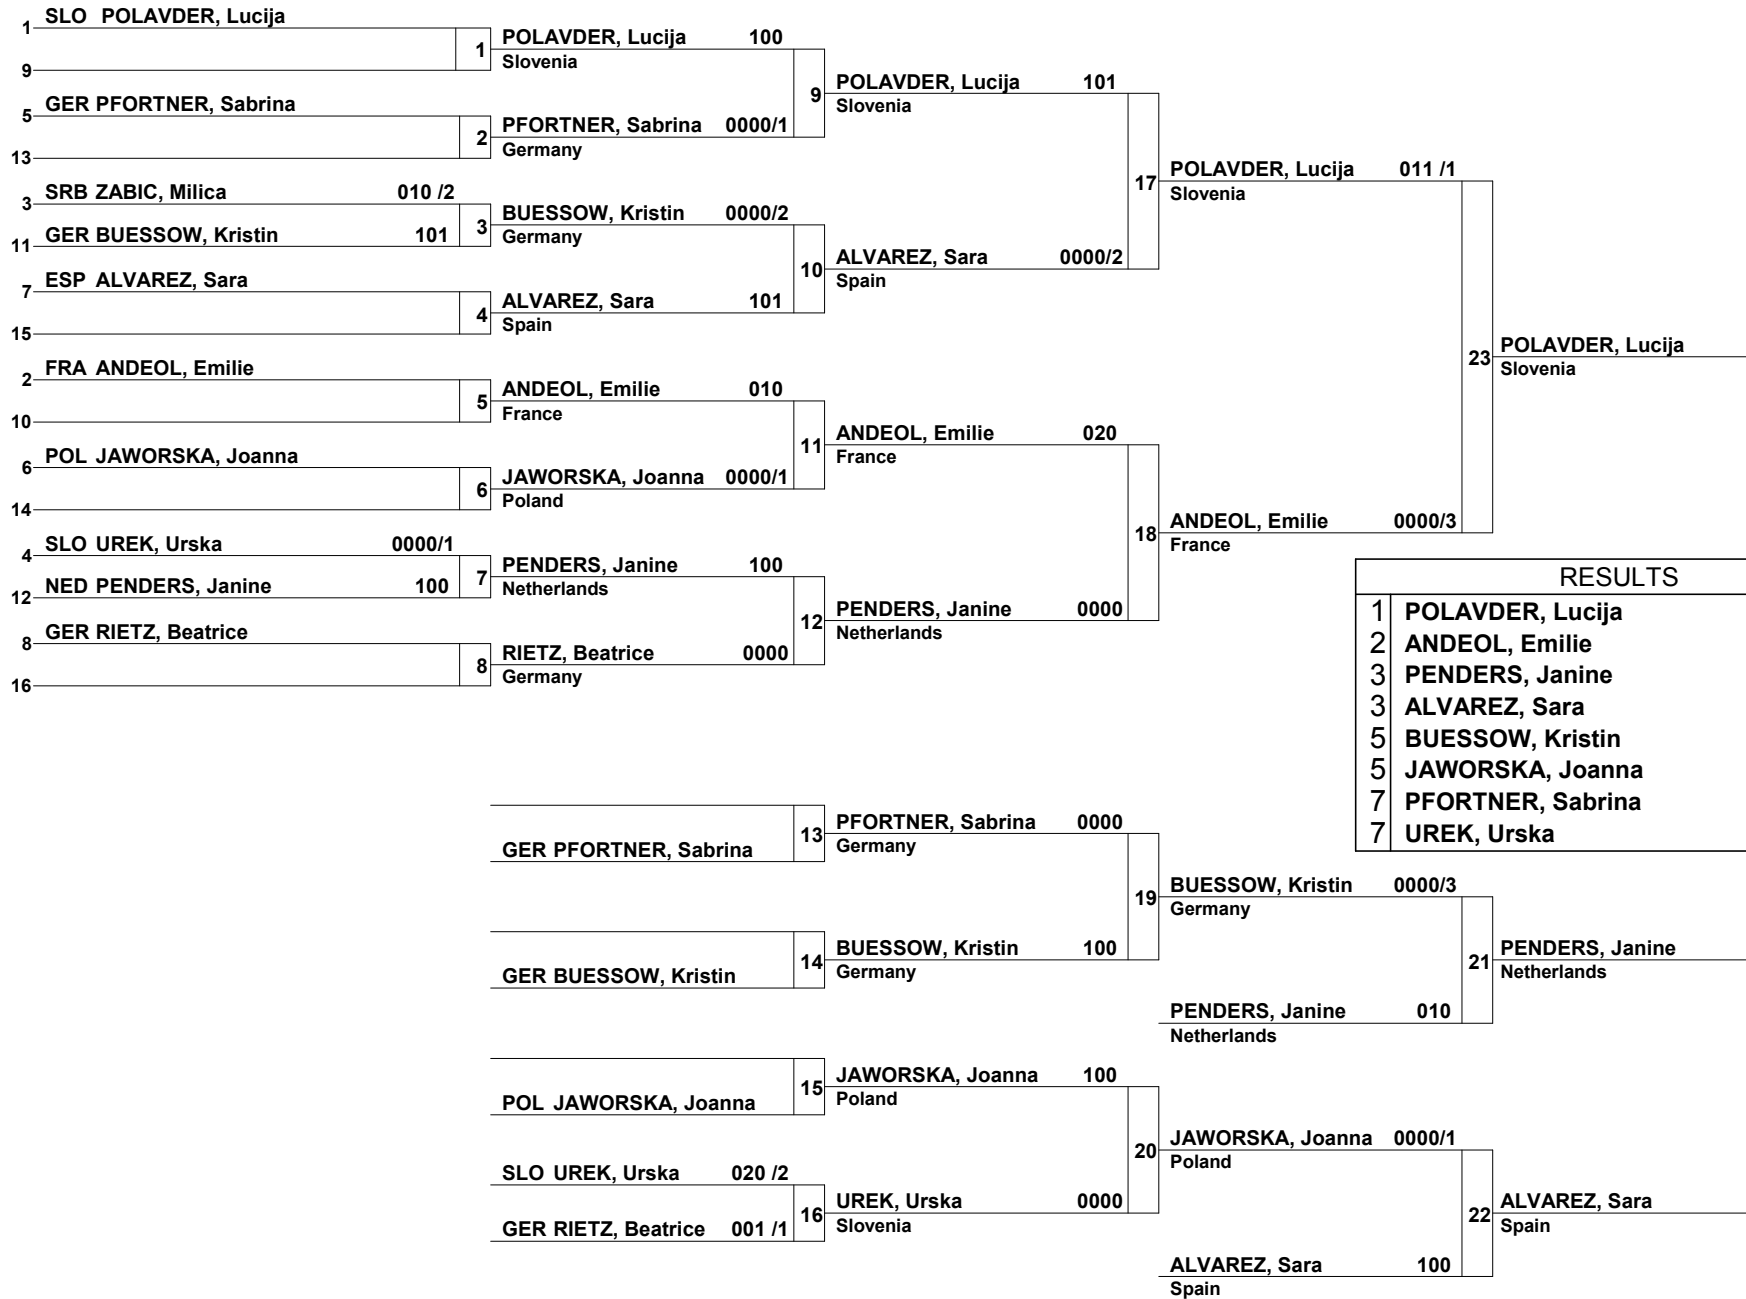 1 SLO POLAVDER, Lucija
9
1 POLAVDER, Lucija 100
Slovenia
5 GER PFORTNER, Sabrina
13
2 PFORTNER, Sabrina 0000/1
Germany
9 POLAVDER, Lucija 101
Slovenia
3 SRB ZABIC, Milica 010 /2
11 GER BUESSOW, Kristin 101
3 BUESSOW, Kristin 0000/2
Germany
7 ESP ALVAREZ, Sara
15
4 ALVAREZ, Sara 101
Spain
10 ALVAREZ, Sara 0000/2
Spain
17 POLAVDER, Lucija 011 /1
Slovenia
2 FRA ANDEOL, Emilie
10
5 ANDEOL, Emilie 010
France
6 POL JAWORSKA, Joanna
14
6 JAWORSKA, Joanna 0000/1
Poland
11 ANDEOL, Emilie 020
France
4 SLO UREK, Urska 0000/1
12 NED PENDERS, Janine 100
7 PENDERS, Janine 100
Netherlands
8 GER RIETZ, Beatrice
16
8 RIETZ, Beatrice 0000
Germany
12 PENDERS, Janine 0000
Netherlands
18 ANDEOL, Emilie 0000/3
France
23 POLAVDER, Lucija
Slovenia
RESULTS
1 POLAVDER, Lucija
2 ANDEOL, Emilie
3 PENDERS, Janine
3 ALVAREZ, Sara
5 BUESSOW, Kristin
5 JAWORSKA, Joanna
7 PFORTNER, Sabrina
7 UREK, Urska
GER PFORTNER, Sabrina
13 PFORTNER, Sabrina 0000
Germany
GER BUESSOW, Kristin
14 BUESSOW, Kristin 100
Germany
19 BUESSOW, Kristin 0000/3
Germany
PENDERS, Janine 010
Netherlands
21 PENDERS, Janine
Netherlands
POL JAWORSKA, Joanna
15 JAWORSKA, Joanna 100
Poland
SLO UREK, Urska 020 /2
GER RIETZ, Beatrice 001 /1
16 UREK, Urska 0000
Slovenia
20 JAWORSKA, Joanna 0000/1
Poland
ALVAREZ, Sara 100
Spain
22 ALVAREZ, Sara
Spain